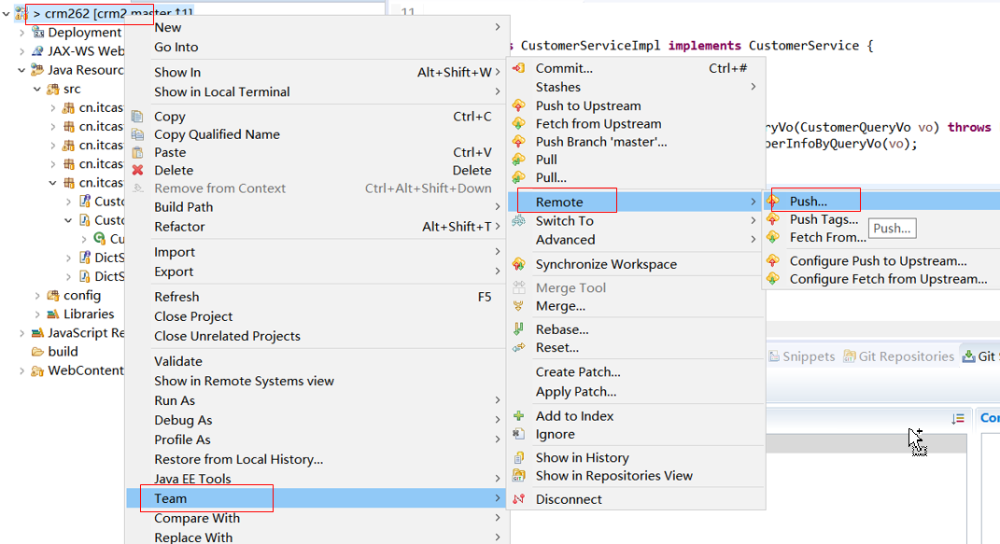 > crm262 [crm2 master ↑1]
Deployment
JAX-WS Web
Java Resourc
src
cn.itcas
cn.itcas
cn.itcas
cn.itcas
cn.itcas
Custo
Custo
Cu
DictS
DictS
config
Libraries
JavaScript Re
build
WebContent
New
Go Into
Show In Alt+Shift+W
Show in Local Terminal
Copy Ctrl+C
Copy Qualified Name
Paste Ctrl+V
Delete Delete
Remove from Context Ctrl+Alt+Shift+Down
Build Path
Refactor Alt+Shift+T
Import
Export
Refresh F5
Close Project
Close Unrelated Projects
Validate
Show in Remote Systems view
Run As
Debug As
Profile As
Restore from Local History...
Java EE Tools
Team
Compare With
Replace With
11
s CustomerServiceImpl implements CustomerService {
ryVo(CustomerQueryVo vo) throws
perInfoByQueryVo(vo);
Commit... Ctrl+#
Stashes
Push to Upstream
Fetch from Upstream
Push Branch 'master'...
Pull
Pull...
Remote
Switch To
Advanced
Synchronize Workspace
Merge Tool
Merge...
Rebase...
Reset...
Create Patch...
Apply Patch...
Add to Index
Ignore
Show in History
Show in Repositories View
Disconnect
Push...
Push Tags...
Fetch From...
Push...
Configure Push to Upstream...
Configure Fetch from Upstream...
Snippets Git Repositories Git
Co